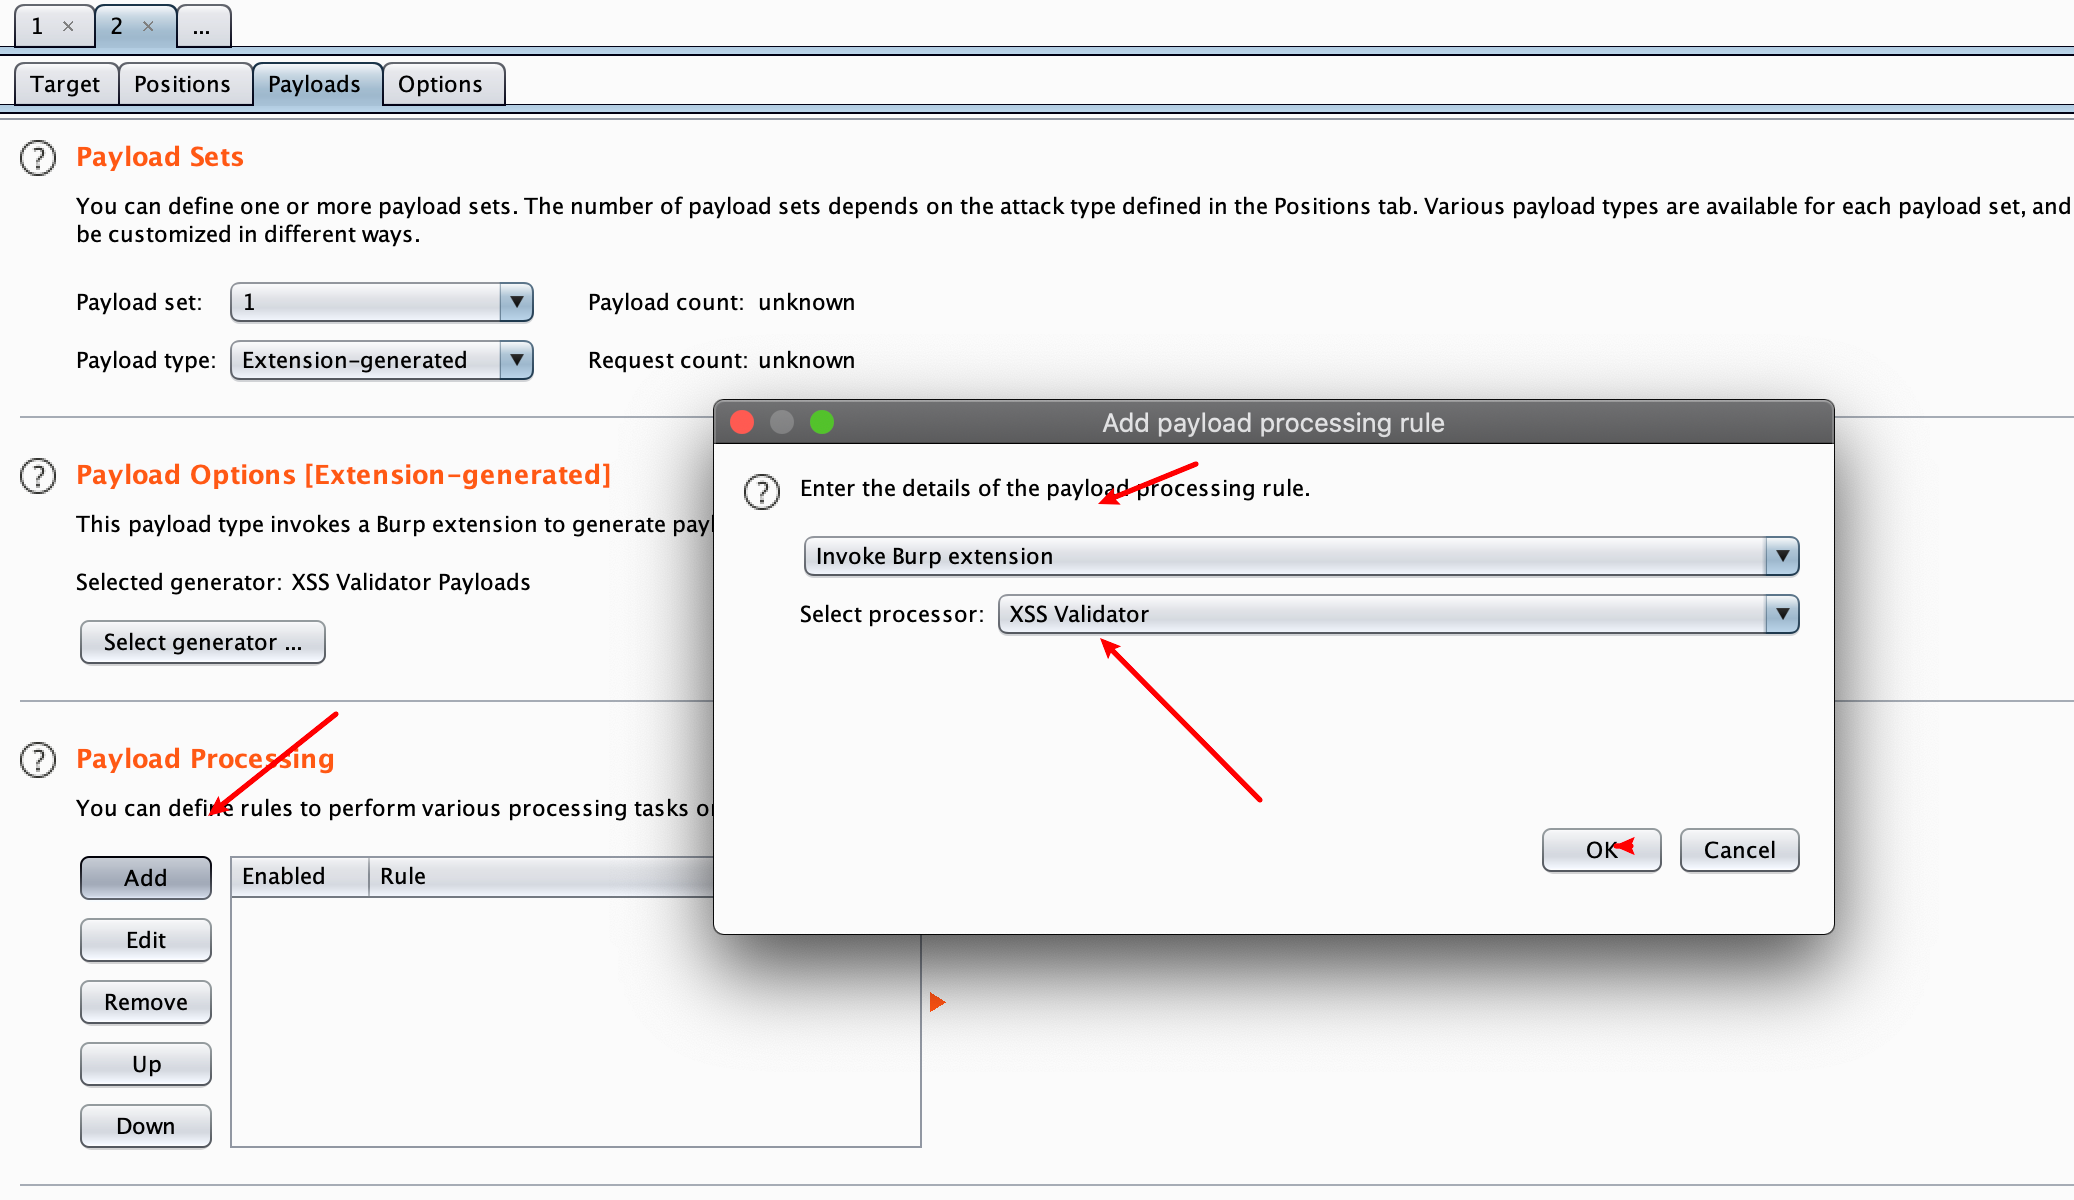 1 × 2 × ...
Target Positions Payloads Options
? Payload Sets
You can define one or more payload sets. The number of payload sets depends on the attack type defined in the Positions tab. Various payload types are available for each payload set, and
be customized in different ways.
Payload set: 1 Payload count: unknown
Payload type: Extension-generated Request count: unknown
? Payload Options [Extension-generated]
This payload type invokes a Burp extension to generate payl
Selected generator: XSS Validator Payloads
Select generator ...
? Payload Processing
You can define rules to perform various processing tasks o
Add Enabled Rule
Edit
Remove
Up
Down
Add payload processing rule
? Enter the details of the payload processing rule.
Invoke Burp extension
Select processor: XSS Validator
OK Cancel